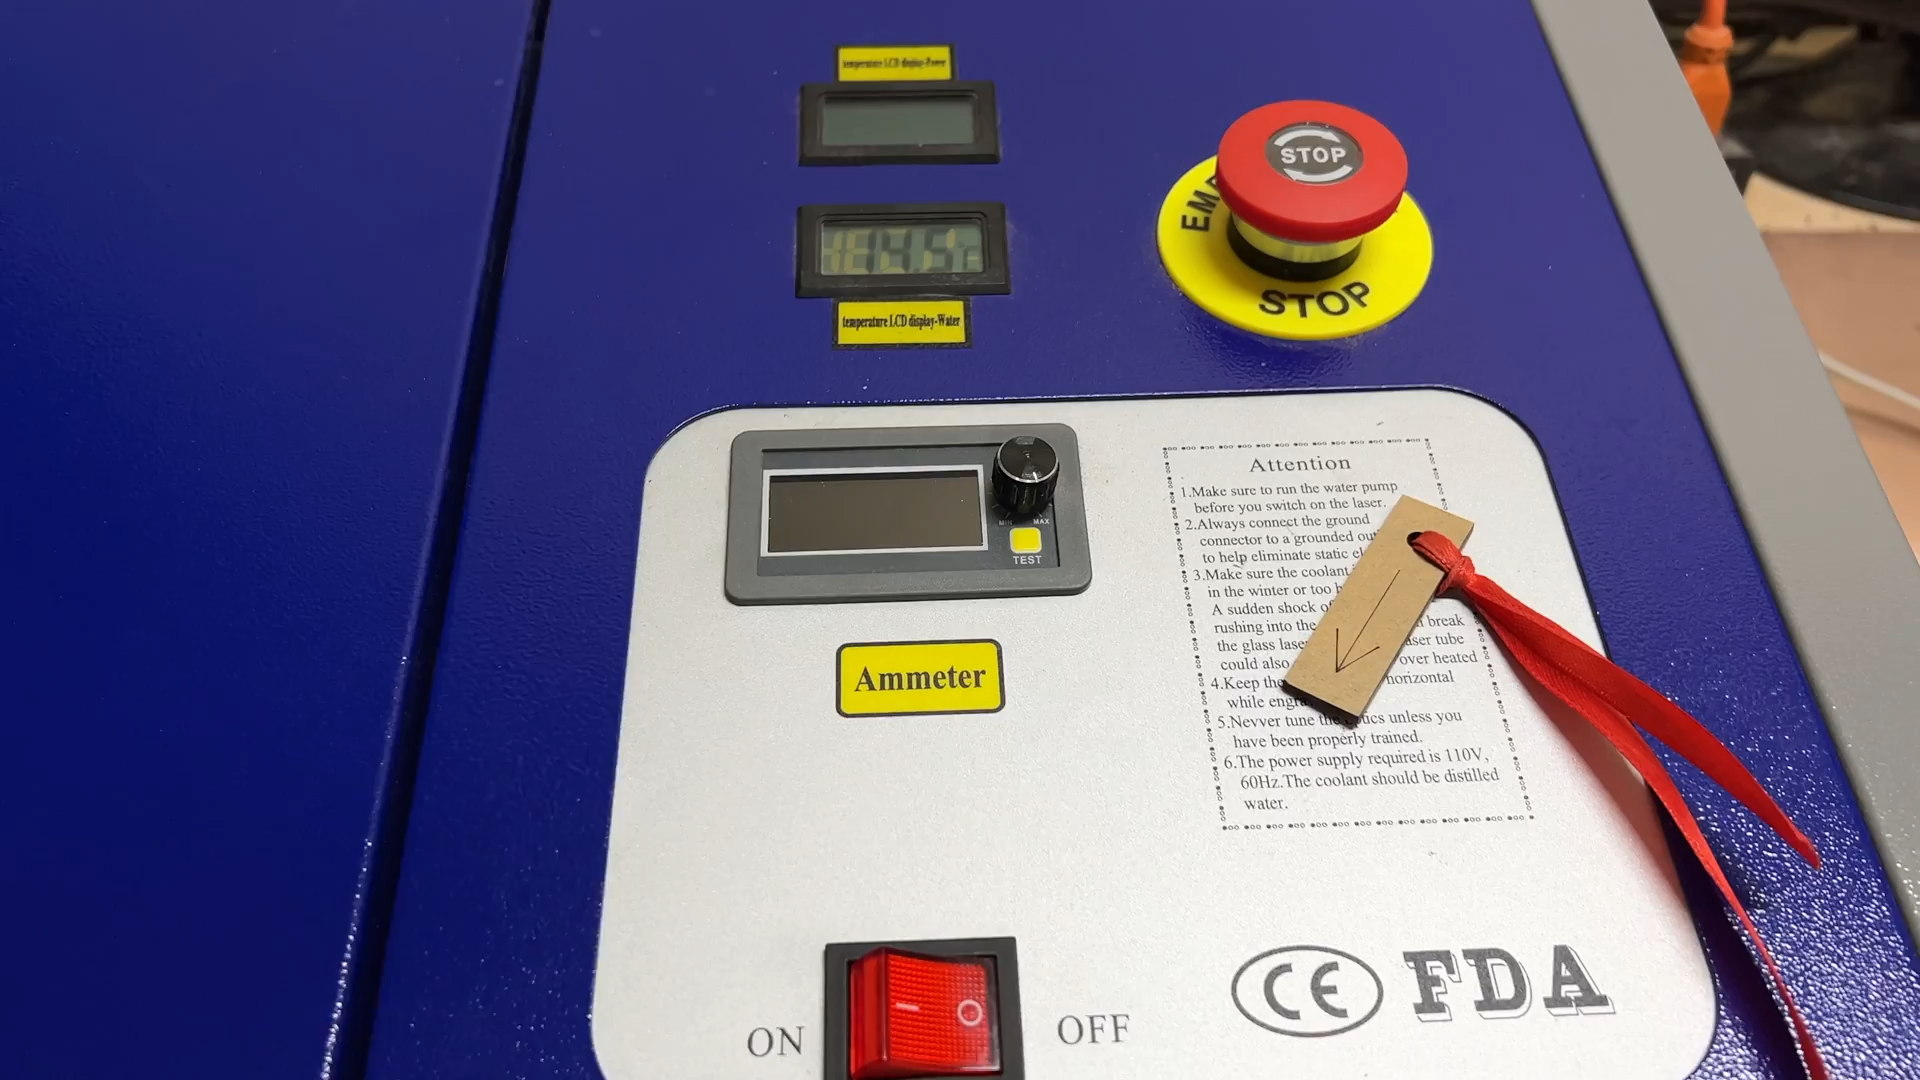 temperature LCD display-Power
STOP
STOP
temperature LCD display-Water
MIN MAX
TEST
Ammeter
Attention
1.Make sure to run the water pump
before you switch on the laser.
2.Always connect the ground
connector to a grounded
to help eliminate static
3.Make sure the coolant
in the winter or too
A sudden shock
rushing into the break
the glass tube
could also over heated
4.Keep the horizontal
while
5.Nevver tune the unless you
have been properly trained.
6.The power supply required is 110V,
60Hz.The coolant should be distilled
water.
ON
OFF
CE FDA